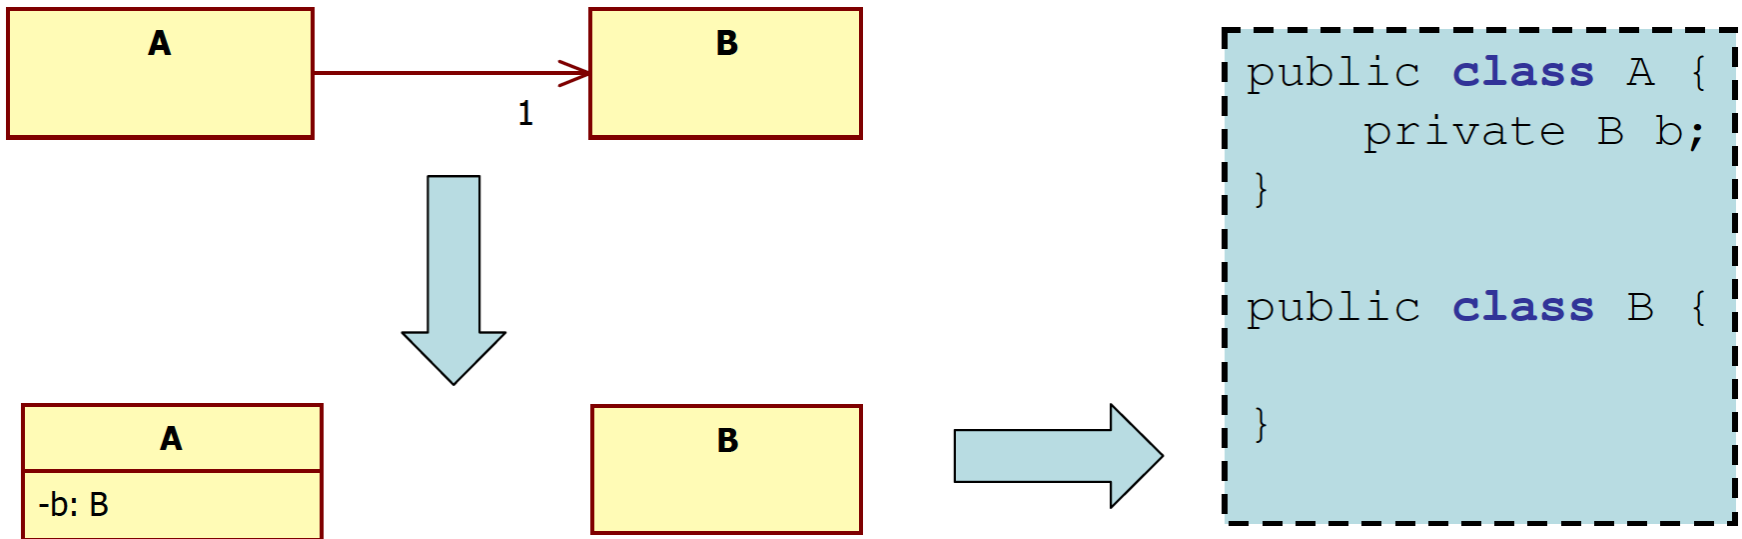 A
B
1
A
-b: B
B
public class A {
    private B b;
}
public class B {
}